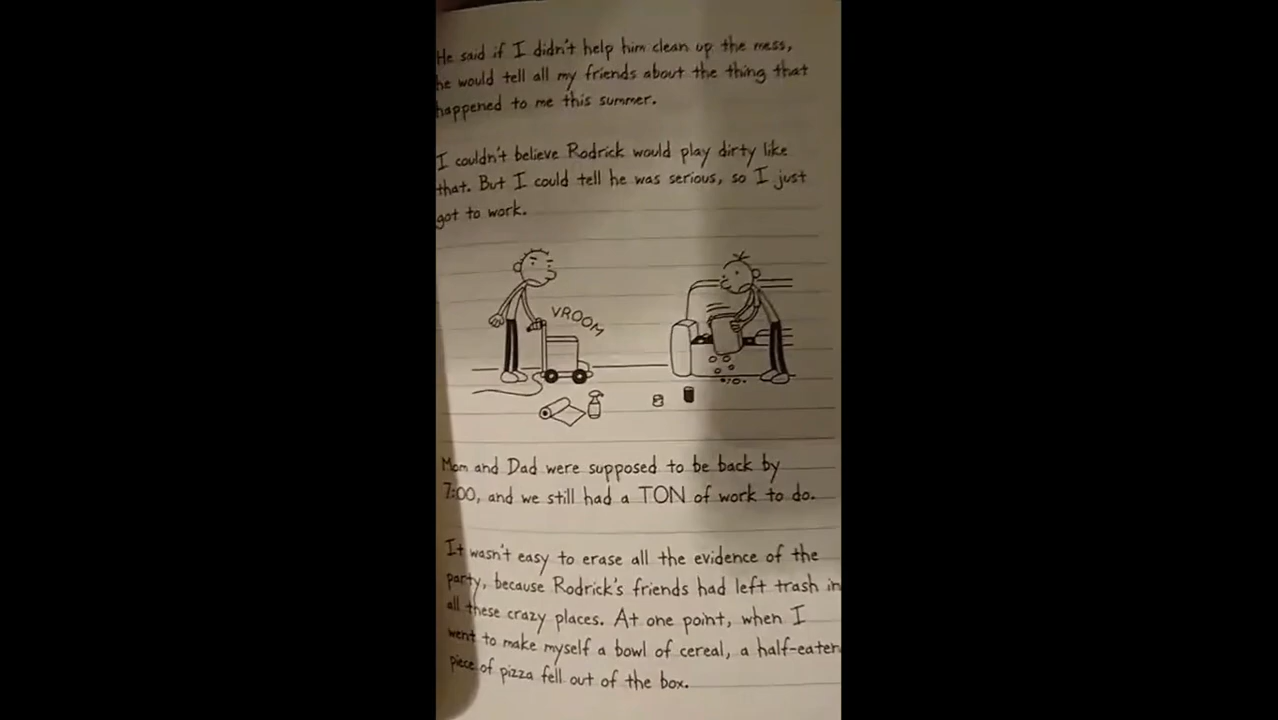 He said if I didn't help him clean up the mess,
he would tell all my friends about the thing that
happened to me this summer.
I couldn't believe Rodrick would play dirty like
that. But I could tell he was serious, so I just
got to work.
VROOM
Mom and Dad were supposed to be back by
7:00, and we still had a TON of work to do.
It wasn't easy to erase all the evidence of the
party, because Rodrick's friends had left trash in
all these crazy places. At one point, when I
went to make myself a bowl of cereal, a half-eaten
piece of pizza fell out of the box.